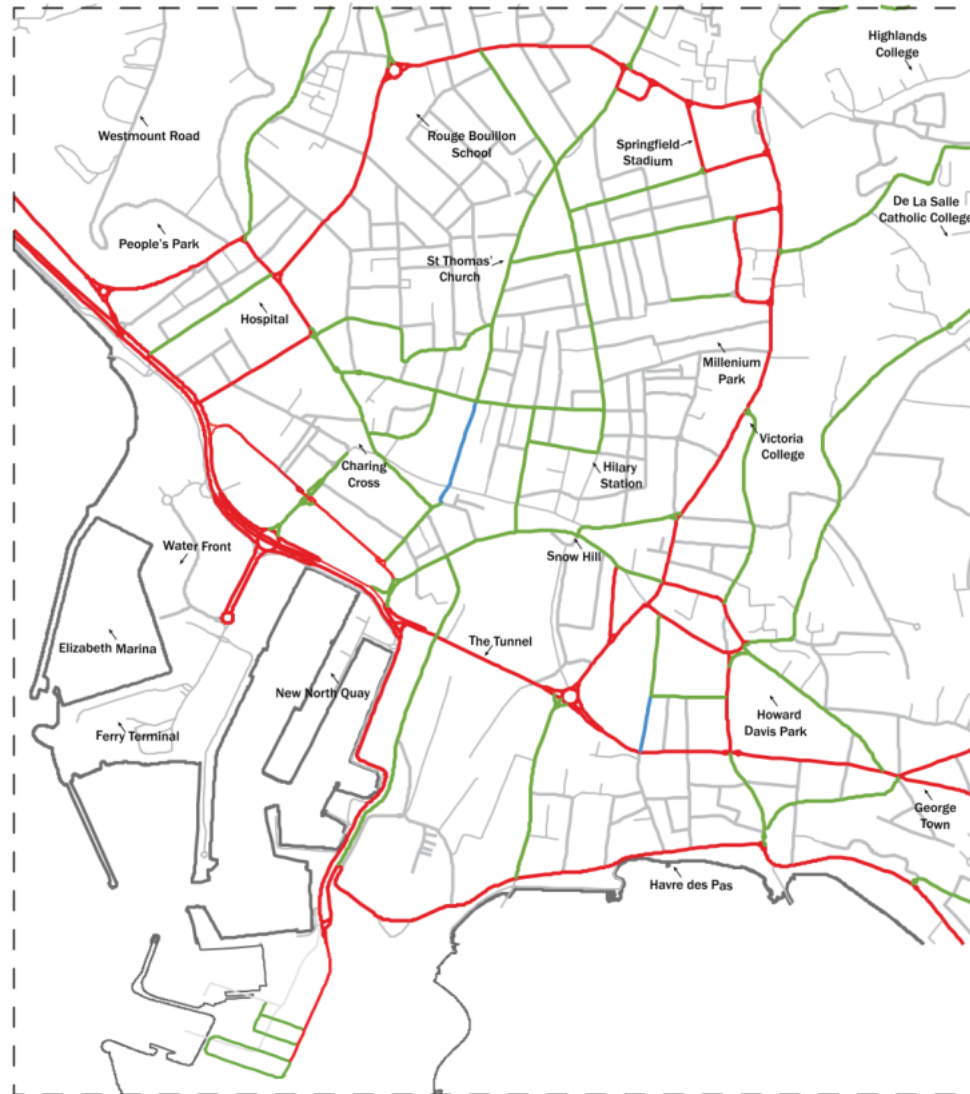 Highlands
College
Westmount Road
Rouge Bouillon
School
Springfield
Stadium
De La Salle
Catholic College
People's Park
St Thomas'
Church
Hospital
Millenium
Park
Victoria
College
Charing
Cross
Hilary
Station
Water Front
Snow Hill
The Tunnel
Elizabeth Marina
New North Quay
Ferry Terminal
Howard
Davis Park
George
Town
Havre des Pas